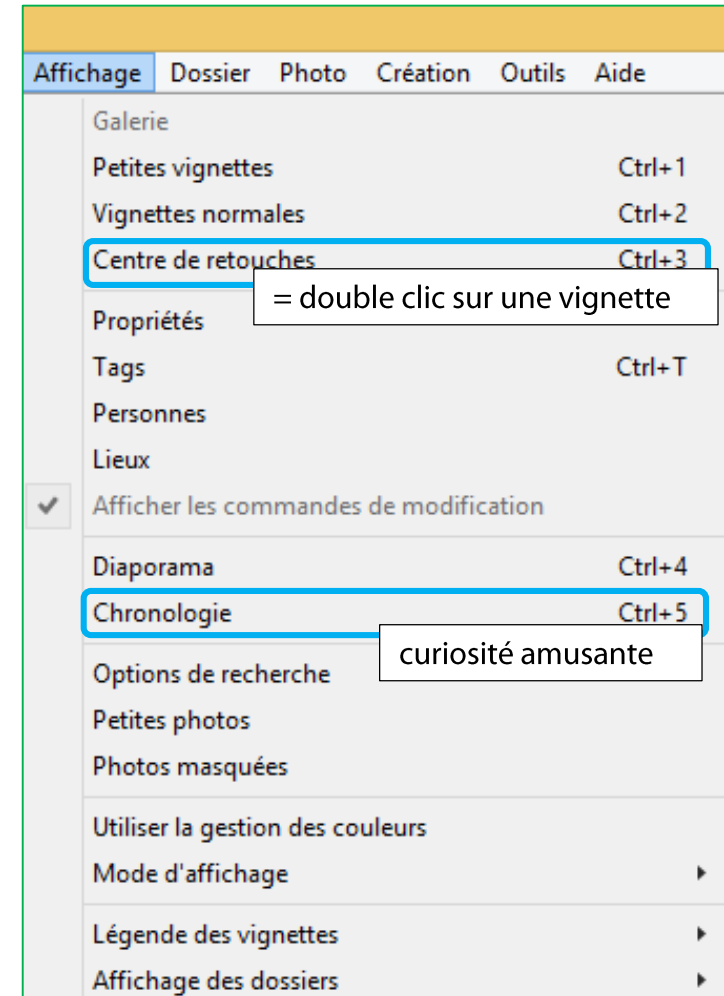 Affichage Dossier Photo Création Outils Aide
Galerie
Petites vignettes Ctrl+1
Vignettes normales Ctrl+2
Centre de retouches Ctrl+3
= double clic sur une vignette
Propriétés
Tags Ctrl+T
Personnes
Lieux
Afficher les commandes de modification
Diaporama Ctrl+4
Chronologie Ctrl+5
curiosité amusante
Options de recherche
Petites photos
Photos masquées
Utiliser la gestion des couleurs
Mode d'affichage
Légende des vignettes
Affichage des dossiers